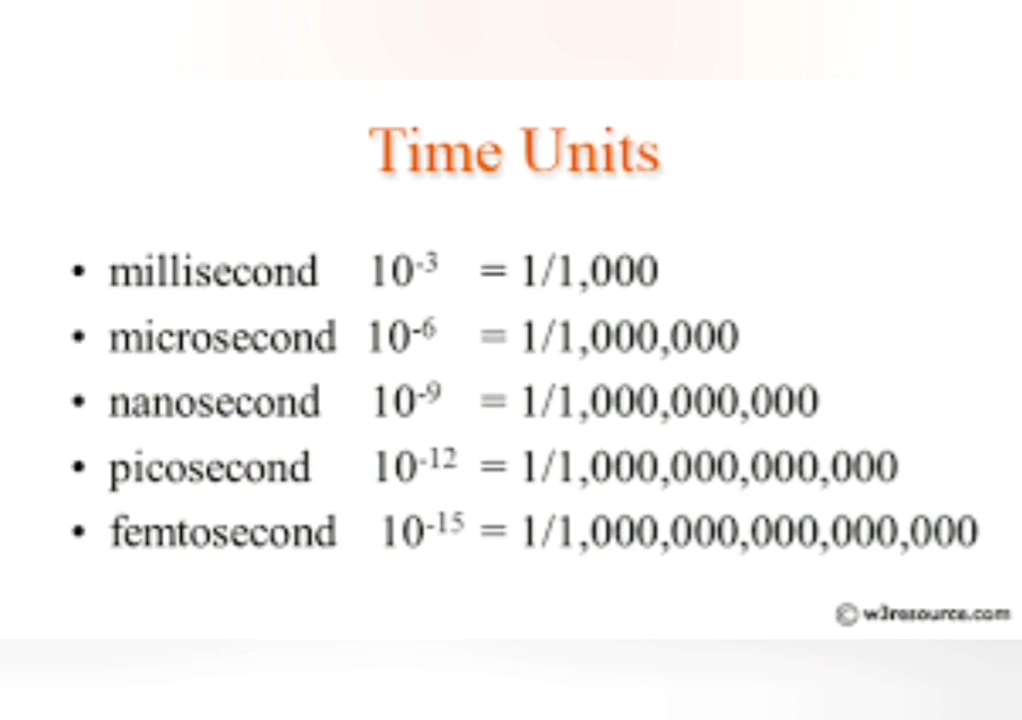 Time Units
• millisecond 10⁻³ = 1/1,000
• microsecond 10⁻⁶ = 1/1,000,000
• nanosecond 10⁻⁹ = 1/1,000,000,000
• picosecond 10⁻¹² = 1/1,000,000,000,000
• femtosecond 10⁻¹⁵ = 1/1,000,000,000,000,000
© w3resource.com